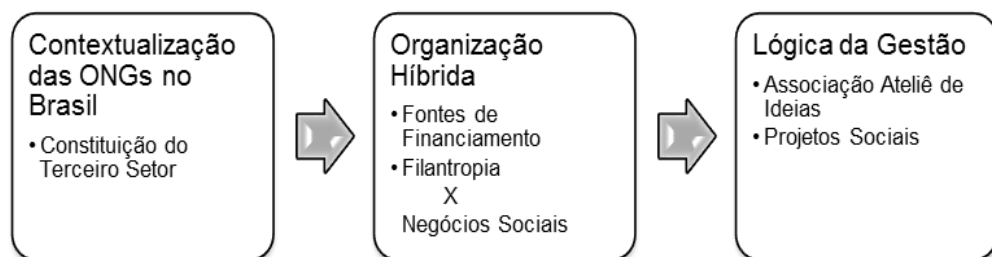 Contextualização
das ONGs no
Brasil
• Constituição do
Terceiro Setor
Organização
Híbrida
• Fontes de
Financiamento
• Filantropia
X
Negócios Sociais
Lógica da Gestão
• Associação Ateliê de
Ideias
• Projetos Sociais